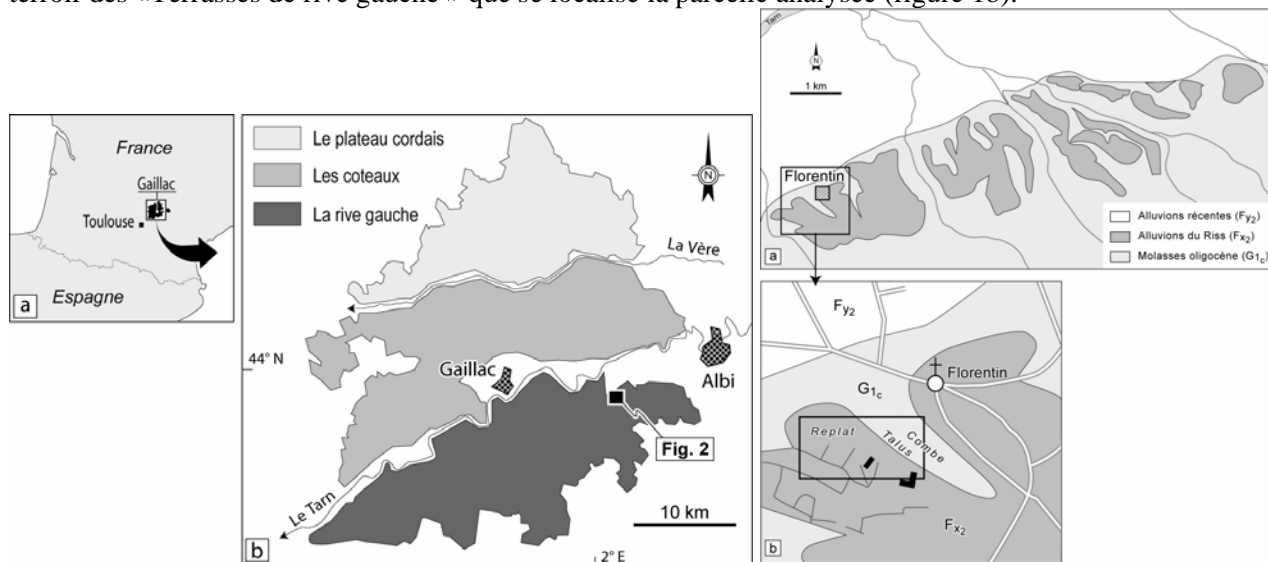 terroir des «Terrasses de rive gauche » que se localise la parcelle analysée (figure 1b).
France
Gaillac
Toulouse
Espagne
a
Le plateau cordais
Les coteaux
La rive gauche
N
La Vère
44° N
Gaillac
Albi
Fig. 2
Le Tarn
10 km
b
2° E
Tarn
N
1 km
Florentin
Alluvions récentes (Fy2)
Alluvions du Riss (Fx2)
Molasses oligocène (G1c)
a
Fy2
Florentin
G1c
Replat
Talus
Combe
Fx2
b